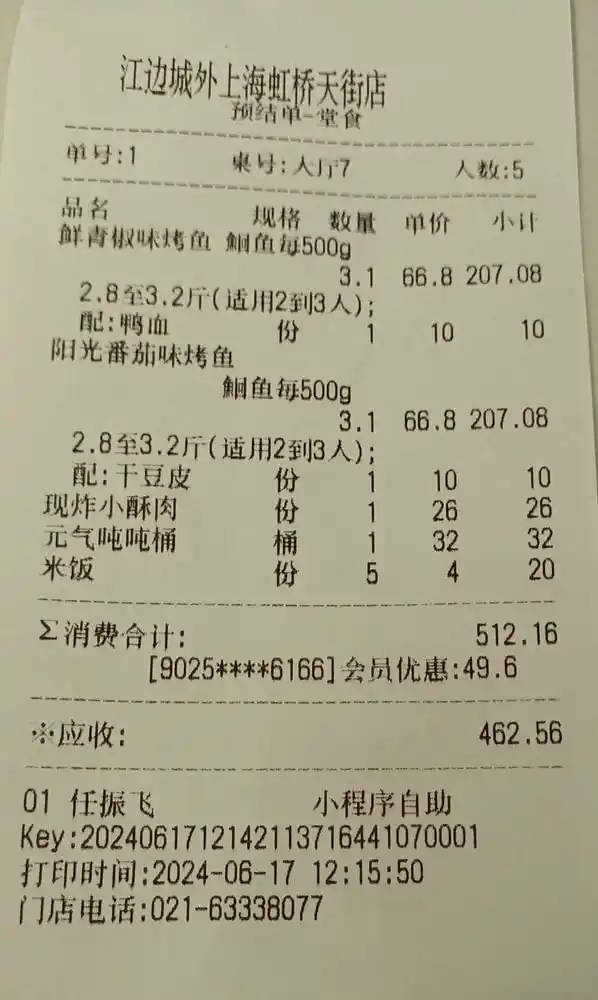 江边城外上海虹桥天街店
预结单-堂食
单号:1 桌号:大厅7 人数:5
品名 规格 数量 单价 小计
鲜青椒味烤鱼 鮰鱼每500g
3.1 66.8 207.08
2.8至3.2斤(适用2到3人);
配:鸭血 份 1 10 10
阳光番茄味烤鱼
鮰鱼每500g
3.1 66.8 207.08
2.8至3.2斤(适用2到3人);
配:干豆皮 份 1 10 10
现炸小酥肉 份 1 26 26
元气吨吨桶 桶 1 32 32
米饭 份 5 4 20
Σ消费合计: 512.16
[9025****6166]会员优惠:49.6
※应收: 462.56
01 任振飞 小程序自助
Key:20240617121421137164410​70001
打印时间:2024-06-17 12:15:50
门店电话:021-63338077